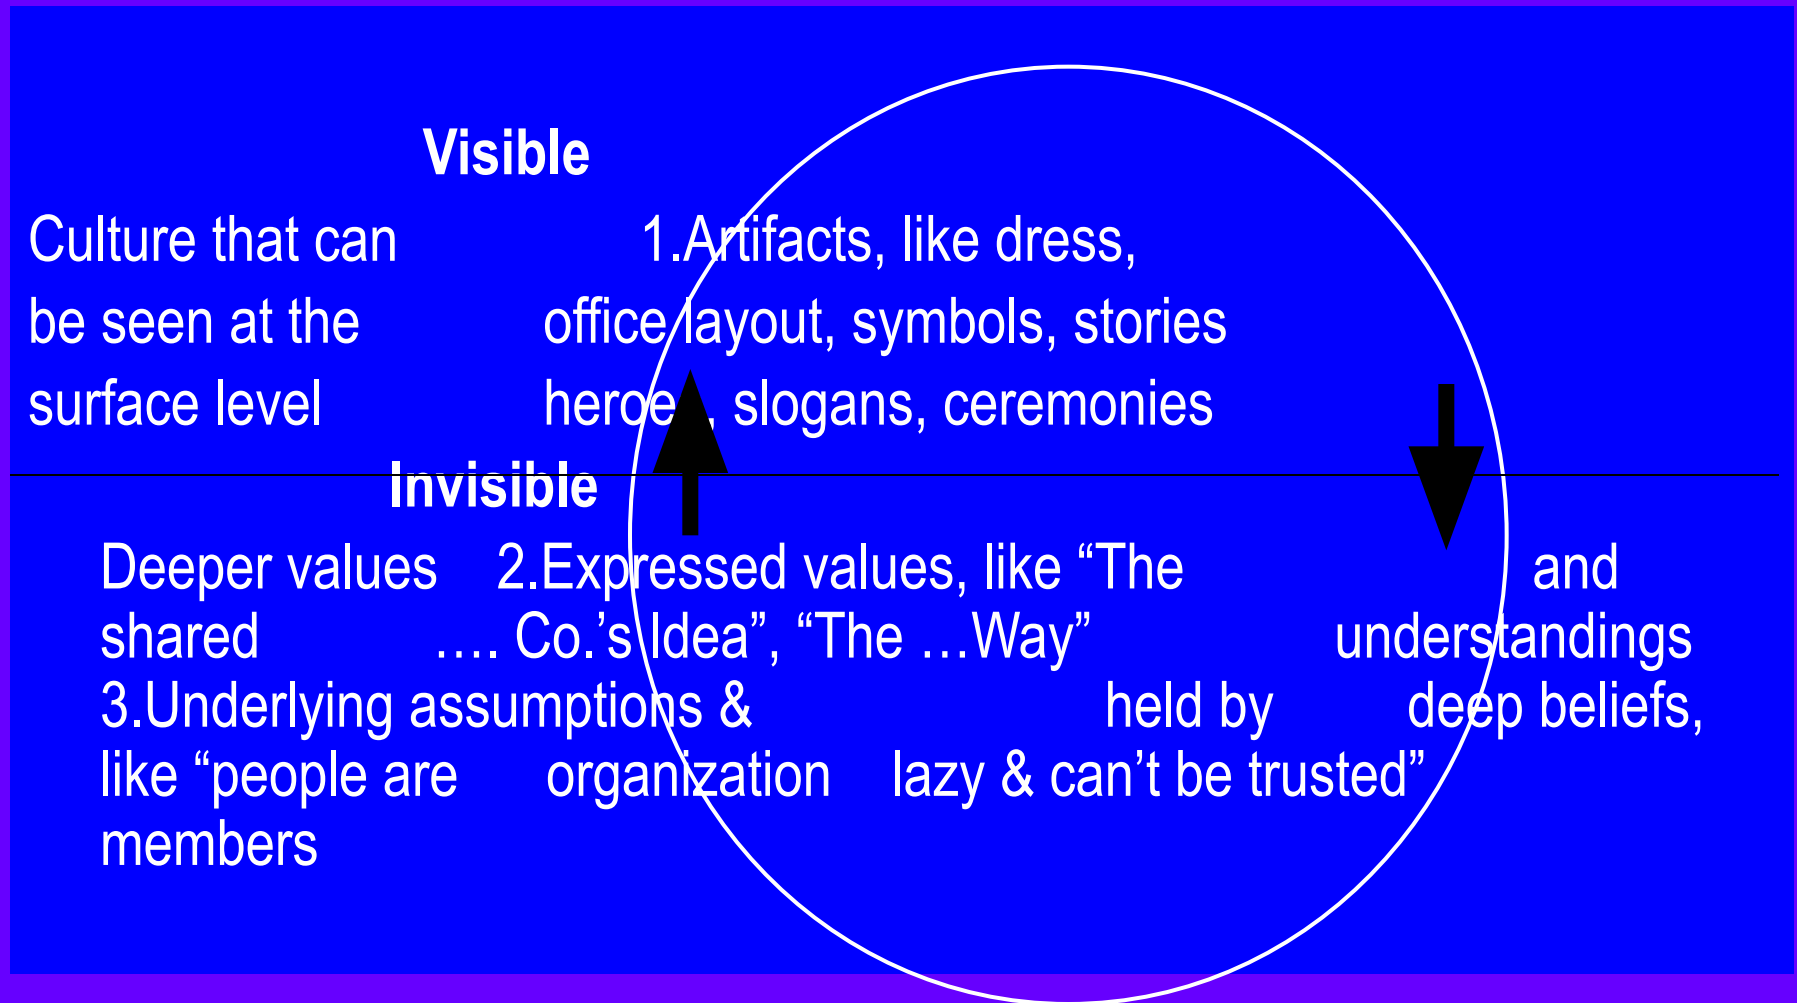 Visible
Culture that can 1.Artifacts, like dress,
be seen at the office layout, symbols, stories
surface level heroes, slogans, ceremonies
Invisible
Deeper values 2.Expressed values, like “The and
shared …. Co.’s Idea”, “The …Way” understandings
3.Underlying assumptions & held by deep beliefs,
like “people are organization lazy & can’t be trusted”
members